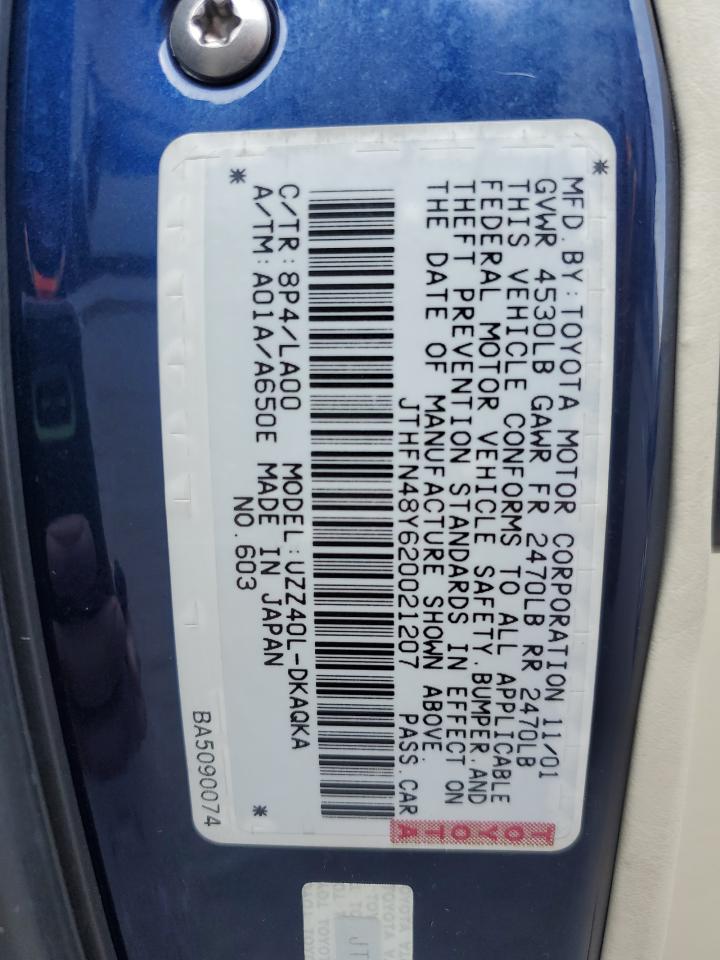 MFD. BY: TOYOTA MOTOR CORPORATION 11/01
GVWR 4530LB GAWR FR 2470LB RR 2470LB
THIS VEHICLE CONFORMS TO ALL APPLICABLE
FEDERAL MOTOR VEHICLE SAFETY, BUMPER, AND
THEFT PREVENTION STANDARDS IN EFFECT ON
THE DATE OF MANUFACTURE SHOWN ABOVE.
JTHFN48Y620021207 PASS. CAR
TOYOTA
C/TR: 8P4/LA00 MODEL: UZZ40L-DKAQKA
A/TM: A01A/A650E MADE IN JAPAN
NO. 603
BA5090074
TOYOTA
TOYOTA
JT